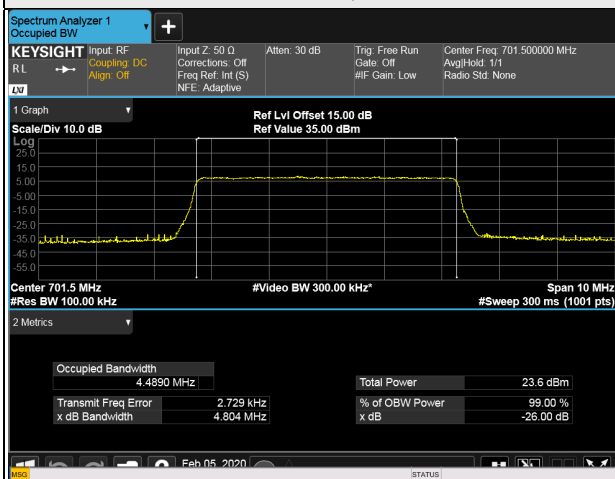 Spectrum Analyzer 1
Occupied BW
+
KEYSIGHT
RL
LXI
Input: RF
Coupling: DC
Align: Off
Input Z: 50 Ω
Corrections: Off
Freq Ref: Int (S)
NFE: Adaptive
Atten: 30 dB
Trig: Free Run
Gate: Off
#IF Gain: Low
Center Freq: 701.500000 MHz
Avg|Hold: 1/1
Radio Std: None
1 Graph
Scale/Div 10.0 dB
Ref Lvl Offset 15.00 dB
Ref Value 35.00 dBm
Log
25.0
15.0
5.00
-5.00
-15.0
-25.0
-35.0
-45.0
-55.0
Center 701.5 MHz
#Res BW 100.00 kHz
#Video BW 300.00 kHz*
Span 10 MHz
#Sweep 300 ms (1001 pts)
2 Metrics
Occupied Bandwidth
4.4890 MHz
Total Power 23.6 dBm
Transmit Freq Error 2.729 kHz
% of OBW Power 99.00 %
x dB Bandwidth 4.804 MHz
x dB -26.00 dB
Feb 05, 2020
MSG
STATUS